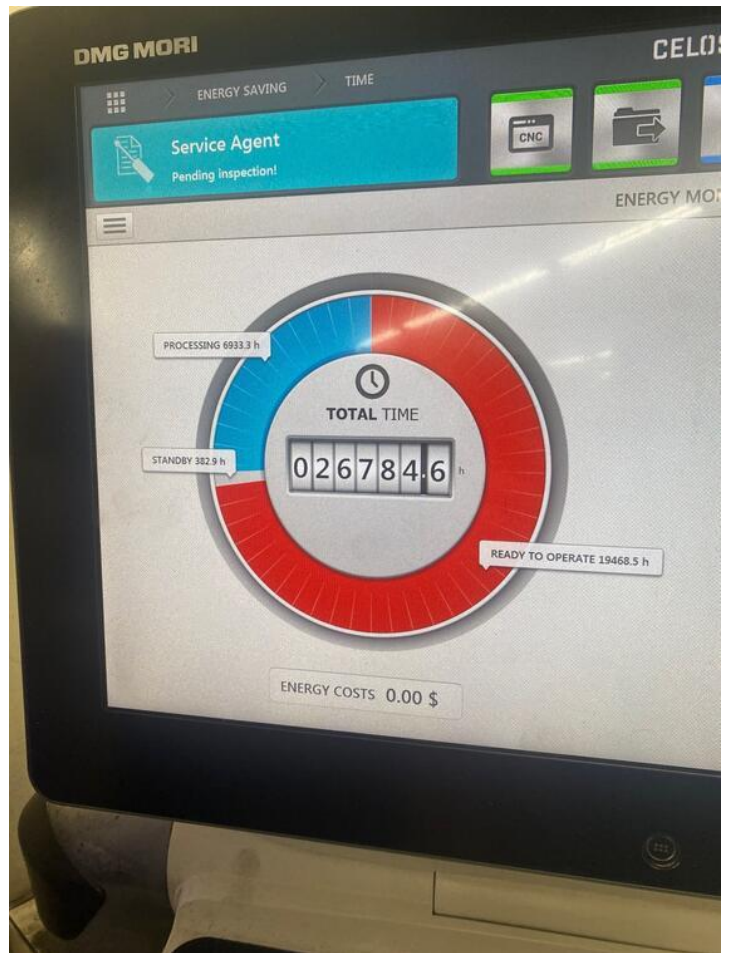 DMG MORI
CELOS
ENERGY SAVING
TIME
Service Agent
Pending inspection!
CNC
ENERGY MO
PROCESSING 6933.3 h
TOTAL TIME
STANDBY 382.9 h
026784.6 h
READY TO OPERATE 19468.5 h
ENERGY COSTS 0.00 $